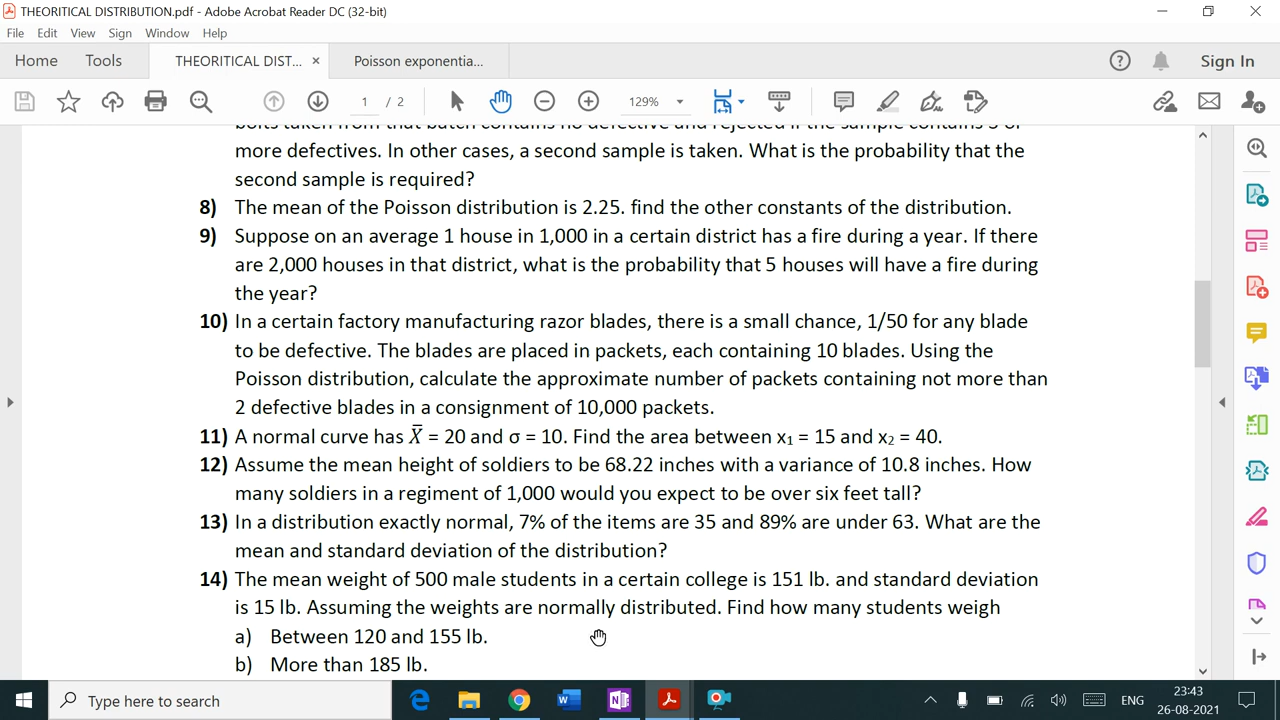 THEORITICAL DISTRIBUTION.pdf - Adobe Acrobat Reader DC (32-bit)
File Edit View Sign Window Help
Home Tools THEORITICAL DIST... × Poisson exponentia... Sign In
1 / 2 129%
more defectives. In other cases, a second sample is taken. What is the probability that the
second sample is required?
8) The mean of the Poisson distribution is 2.25. find the other constants of the distribution.
9) Suppose on an average 1 house in 1,000 in a certain district has a fire during a year. If there
are 2,000 houses in that district, what is the probability that 5 houses will have a fire during
the year?
10) In a certain factory manufacturing razor blades, there is a small chance, 1/50 for any blade
to be defective. The blades are placed in packets, each containing 10 blades. Using the
Poisson distribution, calculate the approximate number of packets containing not more than
2 defective blades in a consignment of 10,000 packets.
11) A normal curve has X̅ = 20 and σ = 10. Find the area between x₁ = 15 and x₂ = 40.
12) Assume the mean height of soldiers to be 68.22 inches with a variance of 10.8 inches. How
many soldiers in a regiment of 1,000 would you expect to be over six feet tall?
13) In a distribution exactly normal, 7% of the items are 35 and 89% are under 63. What are the
mean and standard deviation of the distribution?
14) The mean weight of 500 male students in a certain college is 151 lb. and standard deviation
is 15 lb. Assuming the weights are normally distributed. Find how many students weigh
a) Between 120 and 155 lb.
b) More than 185 lb.
Type here to search
ENG
23:43
26-08-2021